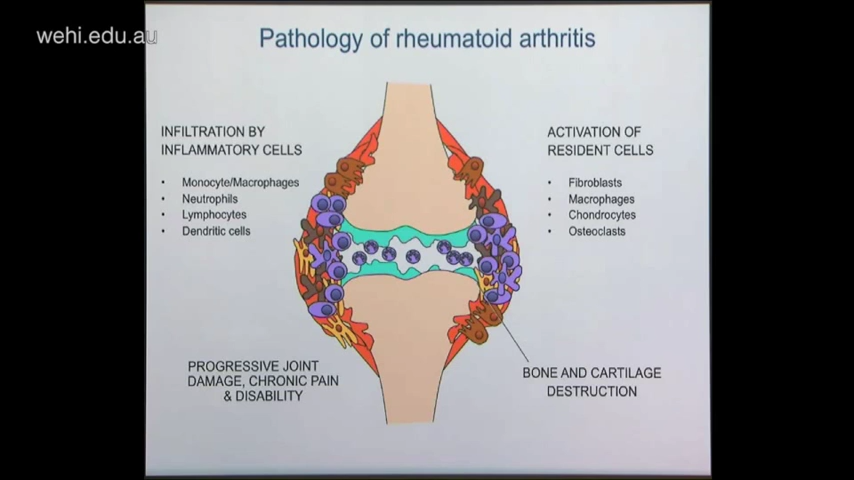 wehi.edu.au
Pathology of rheumatoid arthritis
INFILTRATION BY
INFLAMMATORY CELLS
• Monocyte/Macrophages
• Neutrophils
• Lymphocytes
• Dendritic cells
ACTIVATION OF
RESIDENT CELLS
• Fibroblasts
• Macrophages
• Chondrocytes
• Osteoclasts
PROGRESSIVE JOINT
DAMAGE, CHRONIC PAIN
& DISABILITY
BONE AND CARTILAGE
DESTRUCTION